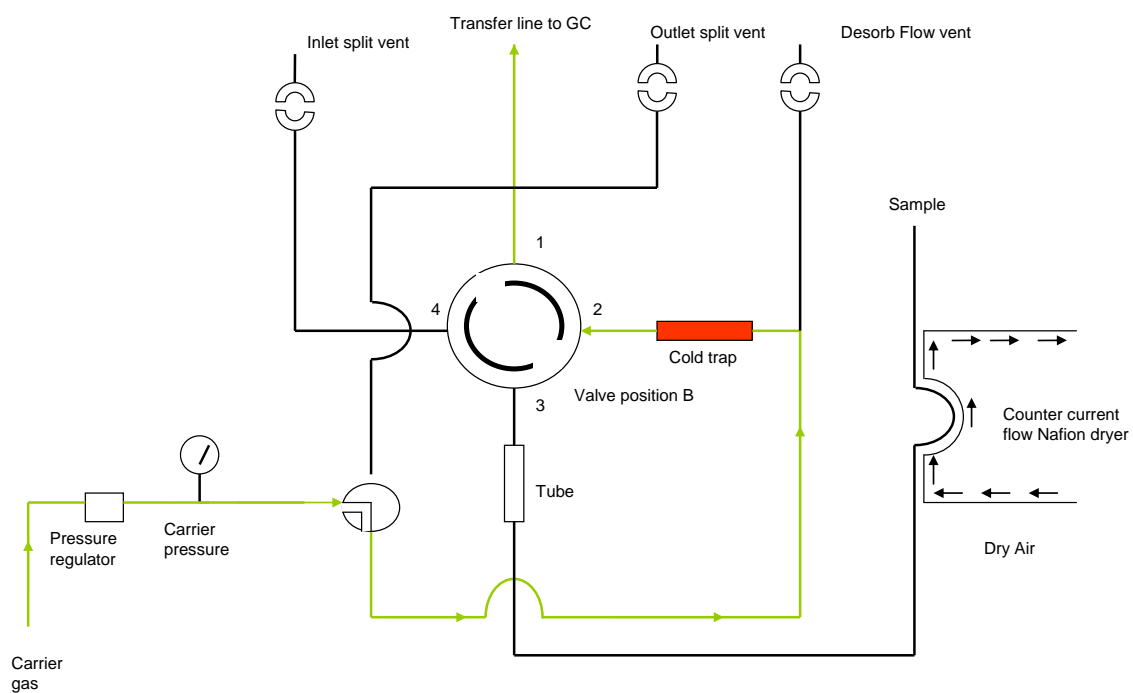 Transfer line to GC
Inlet split vent
Outlet split vent
Desorb Flow vent
Sample
1
4
2
Cold trap
Valve position B
3
Counter current
flow Nafion dryer
Tube
Carrier
pressure
Pressure
regulator
Dry Air
Carrier
gas